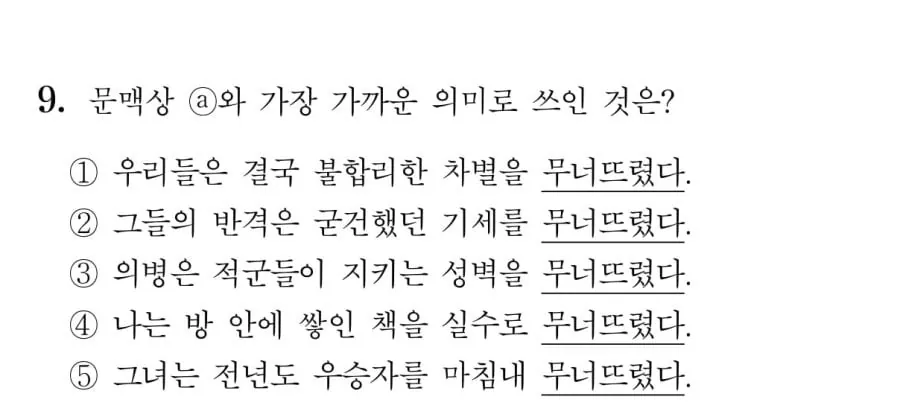 9. 문맥상 ⓐ와 가장 가까운 의미로 쓰인 것은?
① 우리들은 결국 불합리한 차별을 무너뜨렸다.
② 그들의 반격은 굳건했던 기세를 무너뜨렸다.
③ 의병은 적군들이 지키는 성벽을 무너뜨렸다.
④ 나는 방 안에 쌓인 책을 실수로 무너뜨렸다.
⑤ 그녀는 전년도 우승자를 마침내 무너뜨렸다.